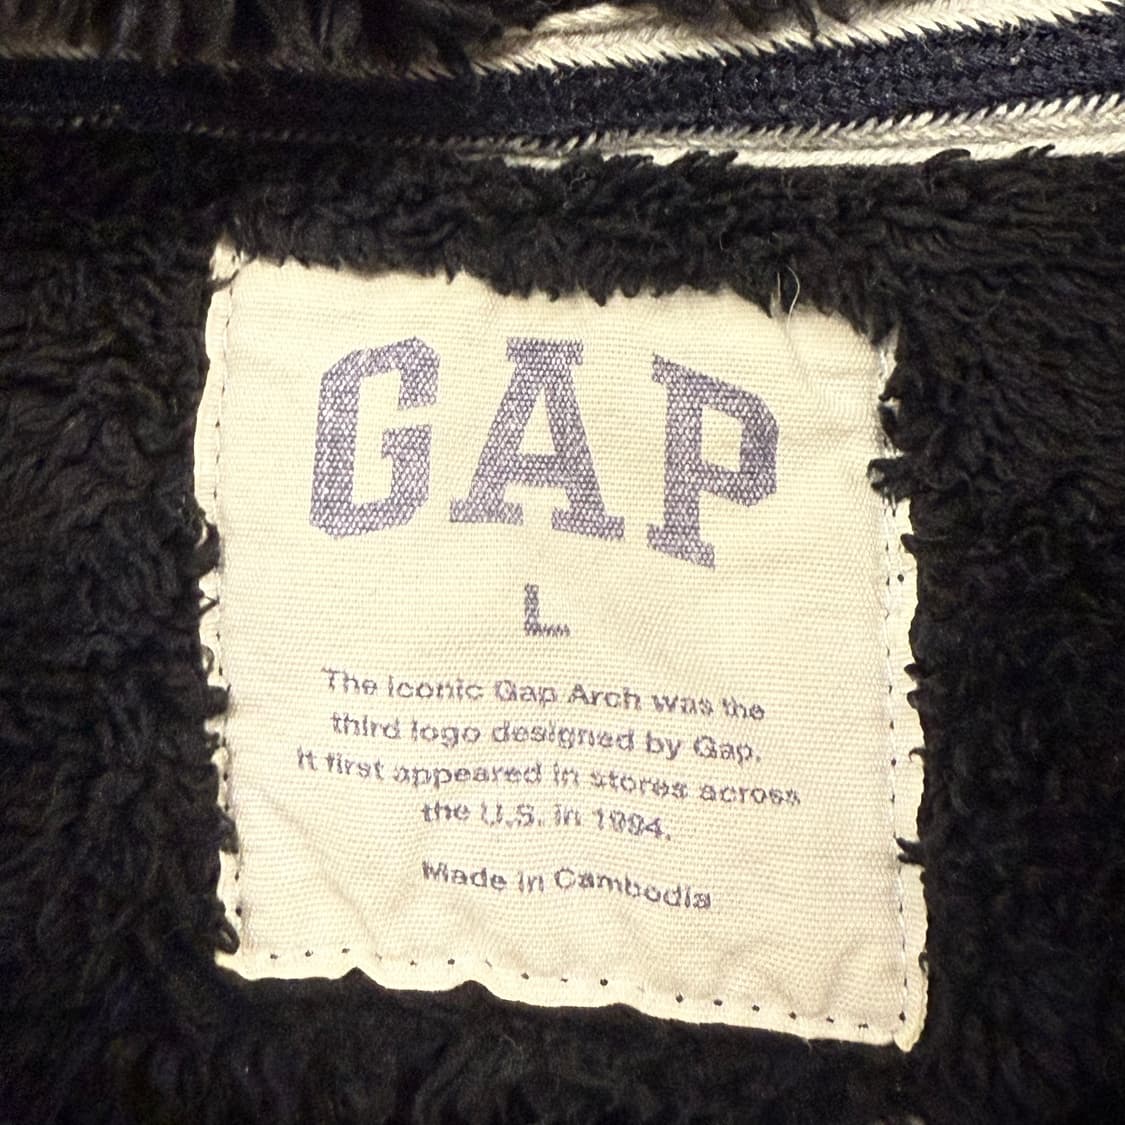 GAP
L
The iconic Gap Arch was the
third logo designed by Gap.
It first appeared in stores across
the U.S. in 1994.
Made in Cambodia